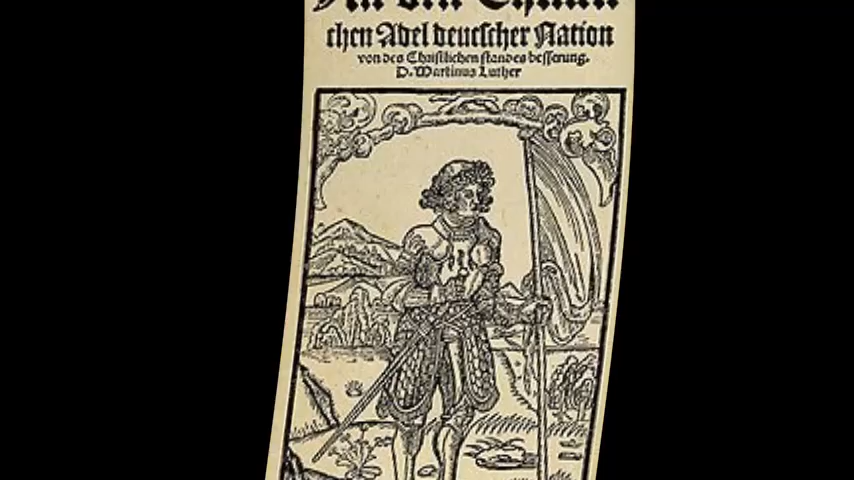 chen Adel deutſcher Nation
von des Chriſtlichen ſtandes beſſerung.
D. Martinus Luther